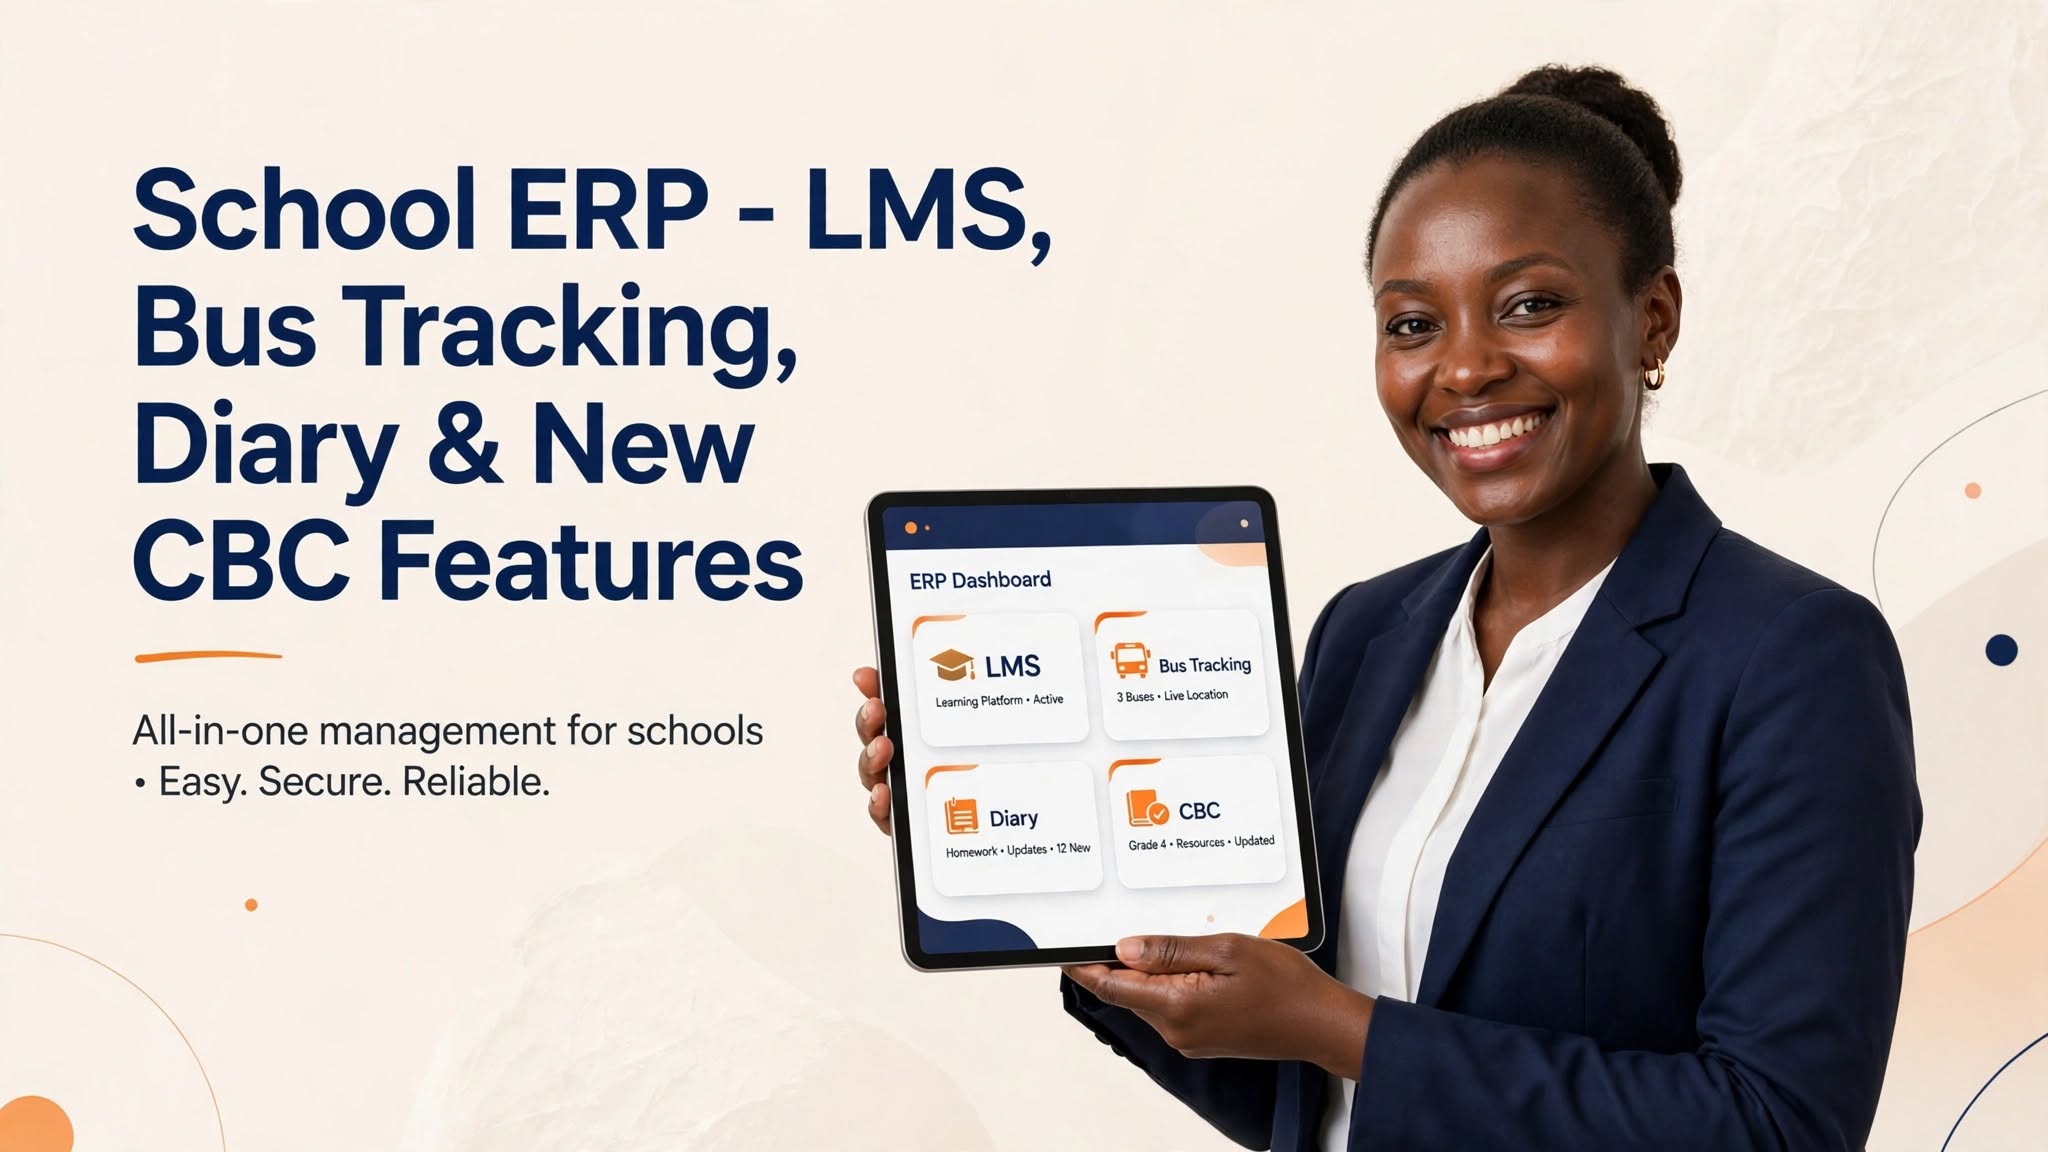 School ERP - LMS,
Bus Tracking,
Diary & New
CBC Features
All-in-one management for schools
• Easy. Secure. Reliable.
ERP Dashboard
LMS
Learning Platform • Active
Bus Tracking
3 Buses • Live Location
Diary
Homework • Updates • 12 New
CBC
Grade 4 • Resources • Updated